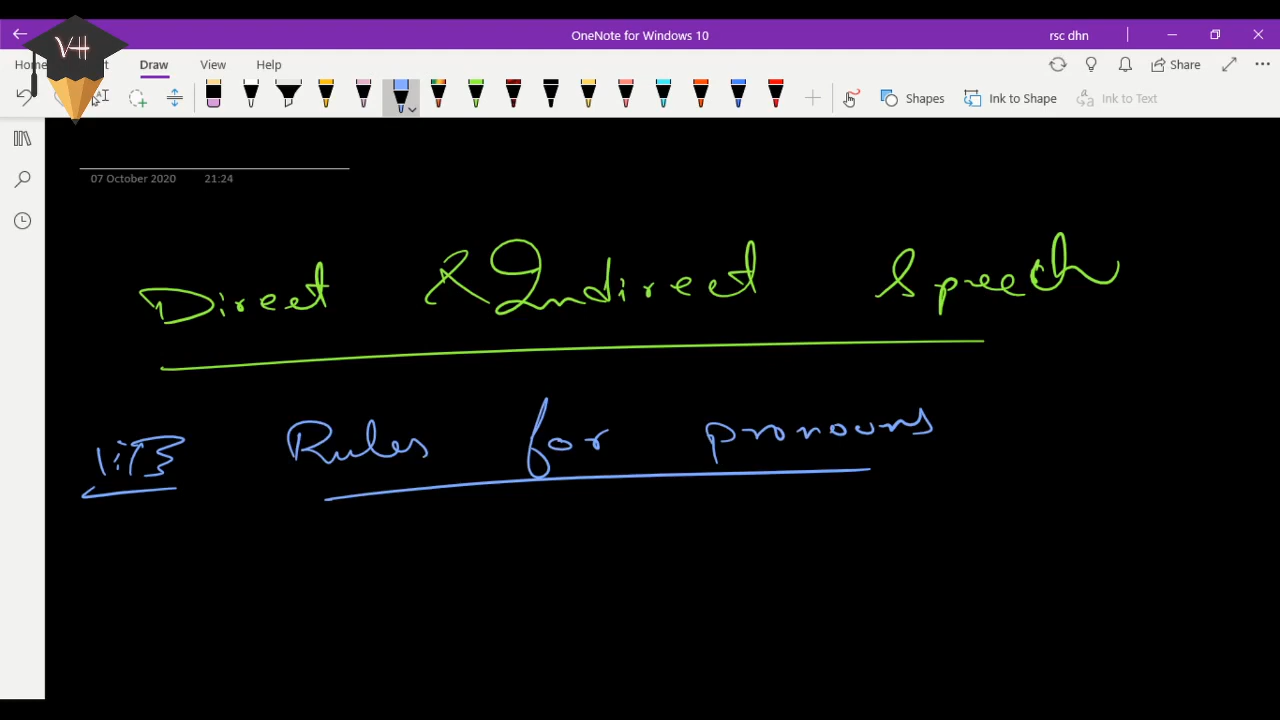 VH
OneNote for Windows 10
rsc dhn
Home
Draw
View
Help
Share
Shapes
Ink to Shape
Ink to Text
07 October 2020 21:24
Direct & Indirect Speech
Rules for pronouns